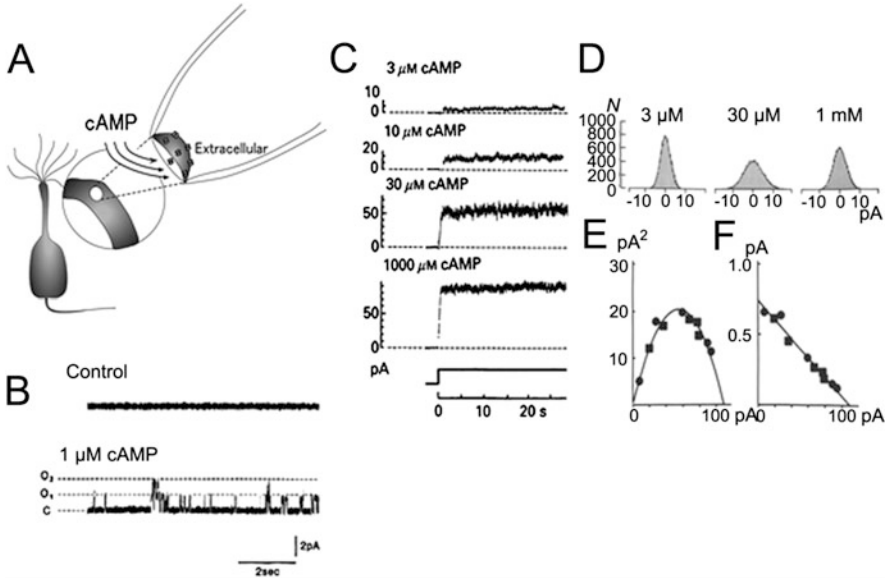 A
cAMP
Extracellular
B
Control
1 µM cAMP
O₂
O₁
C
2pA
2sec
C
3 µM cAMP
10
0
10 µM cAMP
20
0
30 µM cAMP
50
0
1000 µM cAMP
50
0
pA
0 10 20 s
D
N
3 µM 30 µM 1 mM
1000
800
600
400
200
0
-10 0 10 -10 0 10 -10 0 10
pA
E
pA²
30
20
10
0 100 pA
F
pA
1.0
0.5
0 100 pA